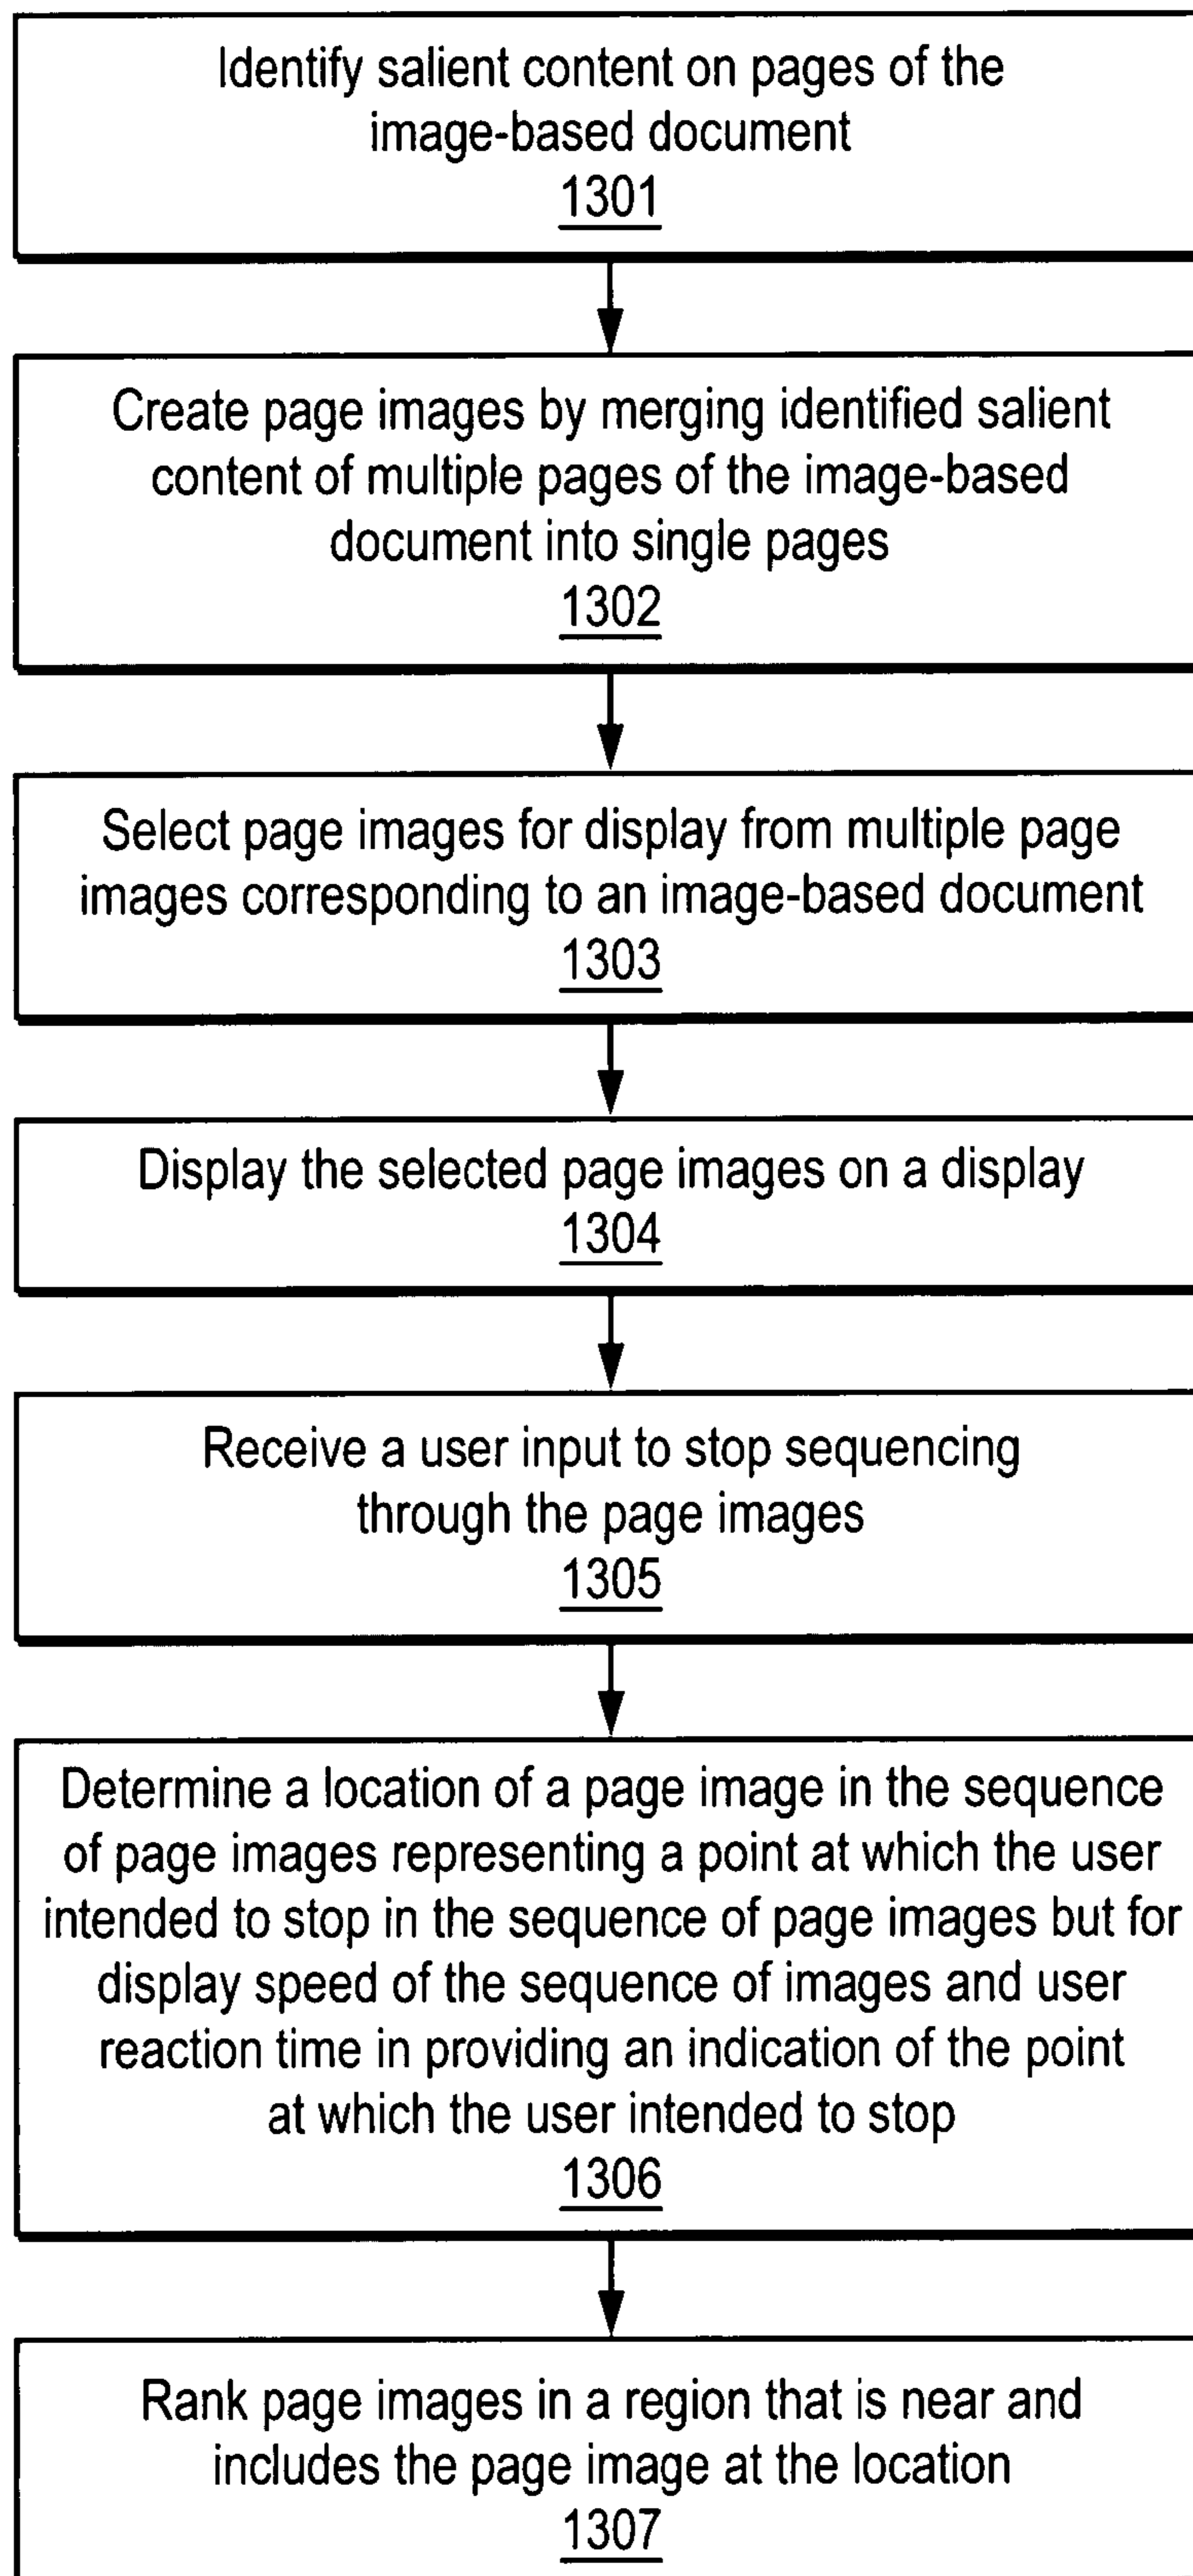 Identify salient content on pages of the
image-based document
1301
Create page images by merging identified salient
content of multiple pages of the image-based
document into single pages
1302
Select page images for display from multiple page
images corresponding to an image-based document
1303
Display the selected page images on a display
1304
Receive a user input to stop sequencing
through the page images
1305
Determine a location of a page image in the sequence
of page images representing a point at which the user
intended to stop in the sequence of page images but for
display speed of the sequence of images and user
reaction time in providing an indication of the point
at which the user intended to stop
1306
Rank page images in a region that is near and
includes the page image at the location
1307